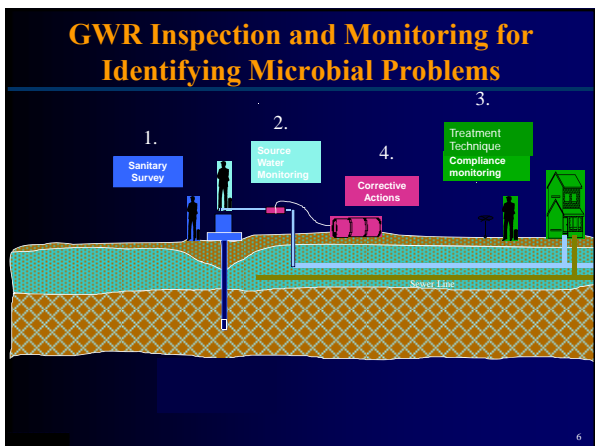 GWR Inspection and Monitoring for
Identifying Microbial Problems
1.
Sanitary
Survey
2.
Source
Water
Monitoring
4.
Corrective
Actions
3.
Treatment
Technique
Compliance
monitoring
Sewer Line
6